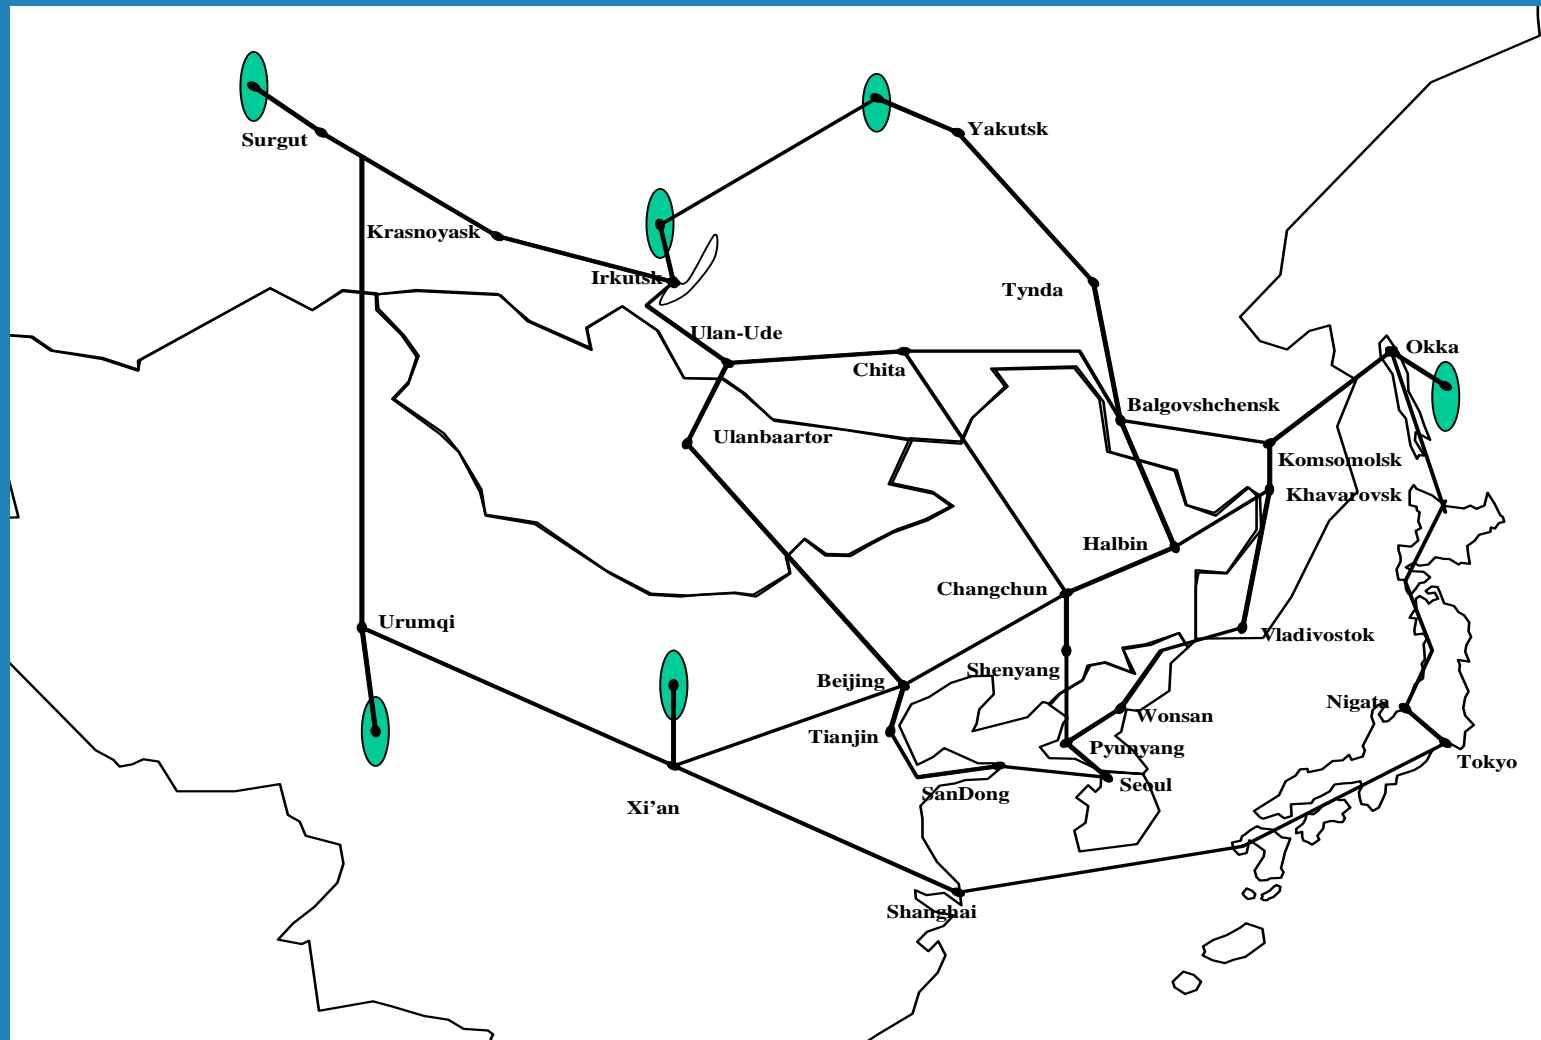 Surgut
Yakutsk
Krasnoyask
Irkutsk
Tynda
Ulan-Ude
Okka
Chita
Balgovshchensk
Ulanbaartor
Komsomolsk
Khavarovsk
Halbin
Changchun
Urumqi
Vladivostok
Shenyang
Beijing
Nigata
Wonsan
Tianjin
Pyunyang
Tokyo
Seoul
SanDong
Xi’an
Shanghai